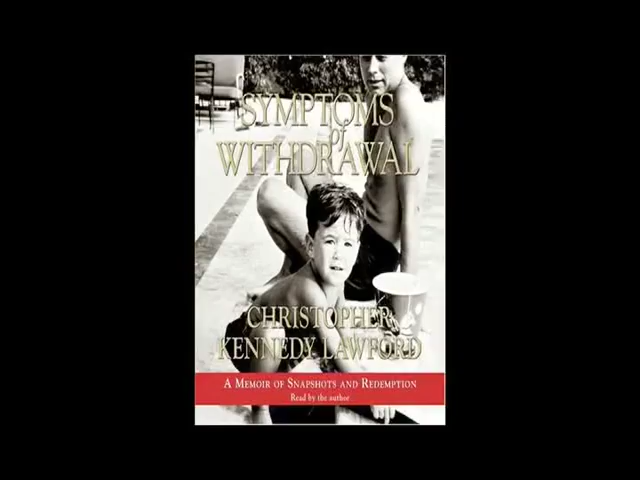 SYMPTOMS
of
WITHDRAWAL
CHRISTOPHER
KENNEDY LAWFORD
A MEMOIR OF SNAPSHOTS AND REDEMPTION
Read by the author